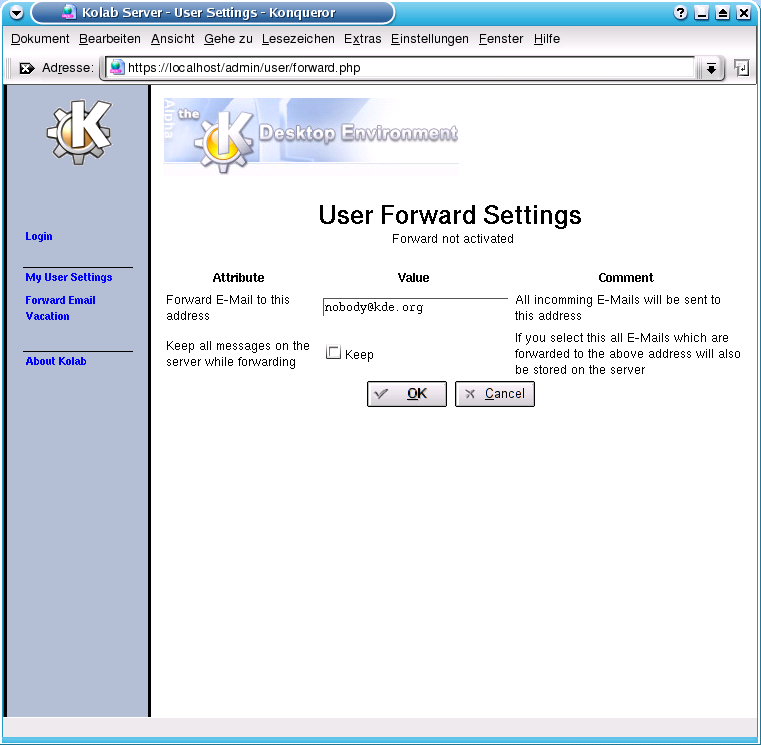 Kolab Server - User Settings - Konqueror
Dokument Bearbeiten Ansicht Gehe zu Lesezeichen Extras Einstellungen Fenster Hilfe
Adresse: https://localhost/admin/user/forward.php
K
Alpha
the
K Desktop Environment
Login
My User Settings
Forward Email
Vacation
About Kolab
User Forward Settings
Forward not activated
Attribute Value Comment
Forward E-Mail to this
address
nobody@kde.org
All incomming E-Mails will be sent to
this address
Keep all messages on the
server while forwarding
Keep
If you select this all E-Mails which are
forwarded to the above address will also
be stored on the server
OK Cancel